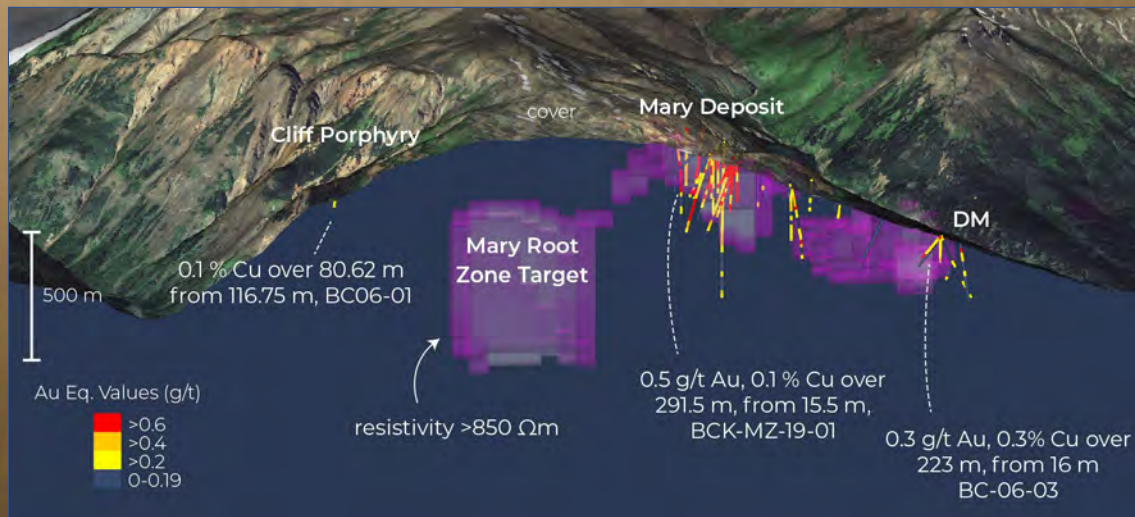 cover
Mary Deposit
Cliff Porphyry
DM
Mary Root
Zone Target
0.1 % Cu over 80.62 m
from 116.75 m, BC06-01
500 m
Au Eq. Values (g/t)
>0.6
>0.4
>0.2
0-0.19
resistivity >850 Ωm
0.5 g/t Au, 0.1 % Cu over
291.5 m, from 15.5 m,
BCK-MZ-19-01
0.3 g/t Au, 0.3% Cu over
223 m, from 16 m
BC-06-03